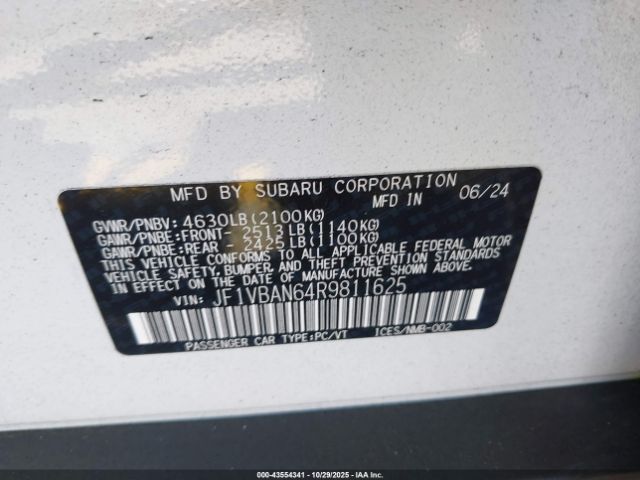 MFD BY SUBARU CORPORATION
MFD IN 06/24
GVWR/PNBV: 4630LB(2100KG)
GAWR/PNBE:FRONT- 2513LB(1140KG)
GAWR/PNBE:REAR - 2425LB(1100KG)
THIS VEHICLE CONFORMS TO ALL APPLICABLE FEDERAL MOTOR
VEHICLE SAFETY, BUMPER, AND THEFT PREVENTION STANDARDS
IN EFFECT ON THE DATE OF MANUFACTURE SHOWN ABOVE.
VIN: JF1VBAN64R9811625
PASSENGER CAR TYPE:PC/VT ICES/NMB-002
000-43554341 | 10/29/2025 | IAAI.COM